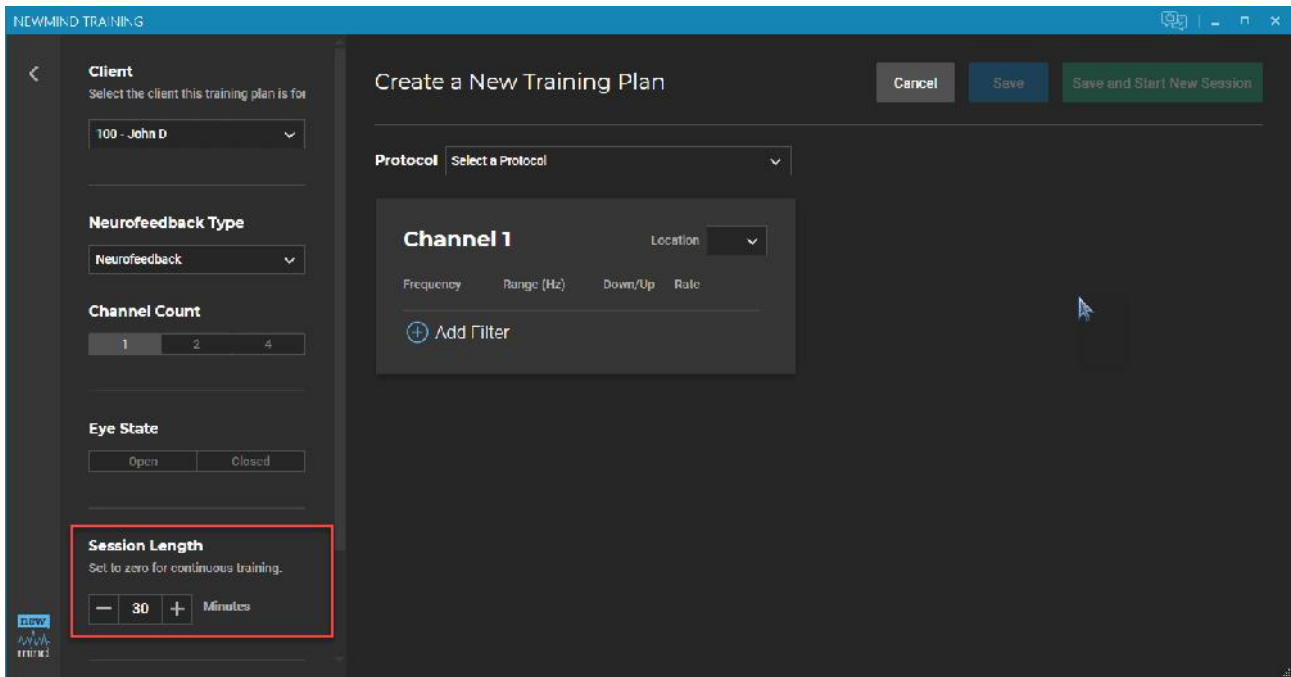 NEWMIND TRAINING
Client
Select the client this training plan is for
100 - John D
Neurofeedback Type
Neurofeedback
Channel Count
1 2 4
Eye State
Open Closed
Session Length
Set to zero for continuous training.
30 Minutes
new
mind
Create a New Training Plan
Cancel Save Save and Start New Session
Protocol Select a Protocol
Channel 1 Location
Frequency Range (Hz) Down/Up Rate
Add Filter